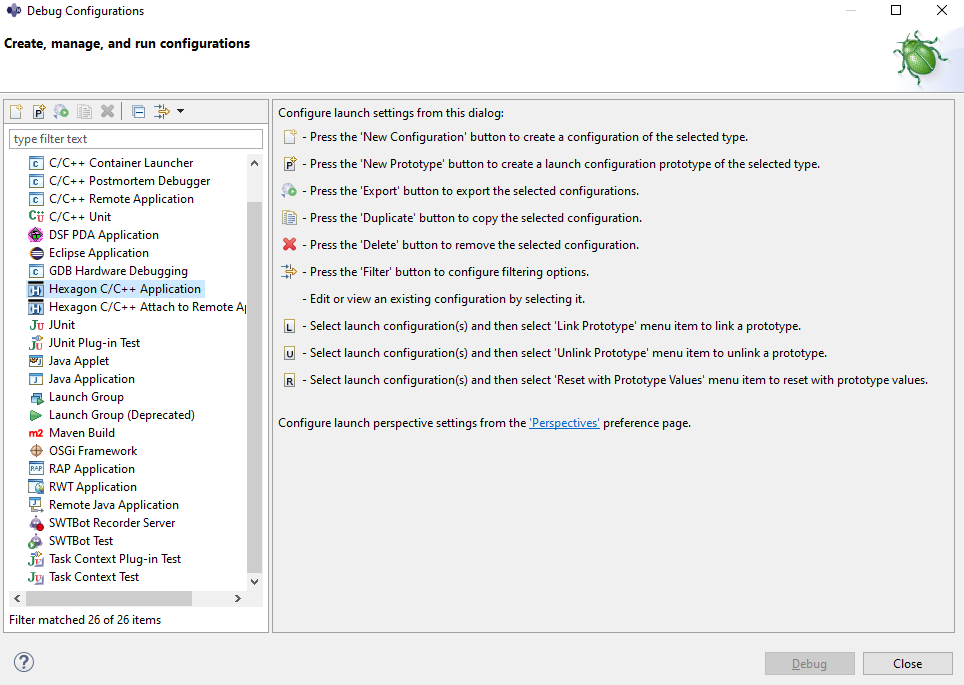 Debug Configurations
Create, manage, and run configurations
type filter text
C/C++ Container Launcher
C/C++ Postmortem Debugger
C/C++ Remote Application
C/C++ Unit
DSF PDA Application
Eclipse Application
GDB Hardware Debugging
Hexagon C/C++ Application
Hexagon C/C++ Attach to Remote Ap
JUnit
JUnit Plug-in Test
Java Applet
Java Application
Launch Group
Launch Group (Deprecated)
Maven Build
OSGi Framework
RAP Application
RWT Application
Remote Java Application
SWTBot Recorder Server
SWTBot Test
Task Context Plug-in Test
Task Context Test
Filter matched 26 of 26 items
Configure launch settings from this dialog:
- Press the 'New Configuration' button to create a configuration of the selected type.
- Press the 'New Prototype' button to create a launch configuration prototype of the selected type.
- Press the 'Export' button to export the selected configurations.
- Press the 'Duplicate' button to copy the selected configuration.
- Press the 'Delete' button to remove the selected configuration.
- Press the 'Filter' button to configure filtering options.
- Edit or view an existing configuration by selecting it.
L - Select launch configuration(s) and then select 'Link Prototype' menu item to link a prototype.
U - Select launch configuration(s) and then select 'Unlink Prototype' menu item to unlink a prototype.
R - Select launch configuration(s) and then select 'Reset with Prototype Values' menu item to reset with prototype values.
Configure launch perspective settings from the 'Perspectives' preference page.
Debug
Close